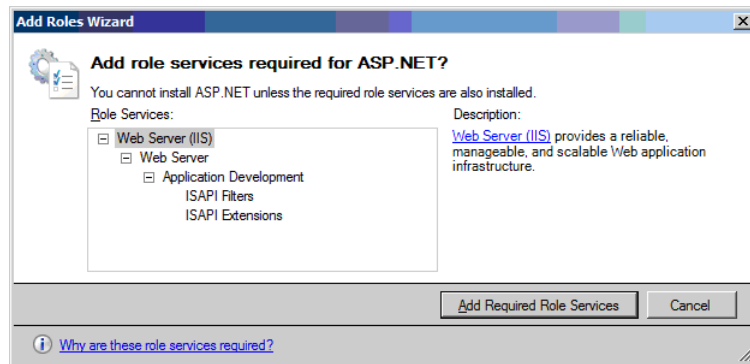 Add Roles Wizard
Add role services required for ASP.NET?
You cannot install ASP.NET unless the required role services are also installed.
Role Services:
Web Server (IIS)
Web Server
Application Development
ISAPI Filters
ISAPI Extensions
Description:
Web Server (IIS) provides a reliable,
manageable, and scalable Web application
infrastructure.
Add Required Role Services
Cancel
Why are these role services required?